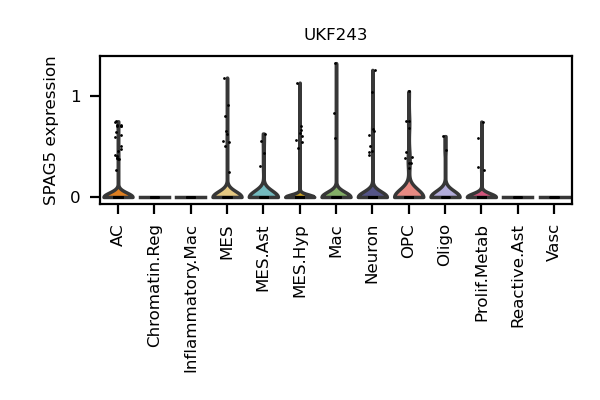 UKF243
SPAG5 expression
1
0
AC
Chromatin.Reg
Inflammatory.Mac
MES
MES.Ast
MES.Hyp
Mac
Neuron
OPC
Oligo
Prolif.Metab
Reactive.Ast
Vasc